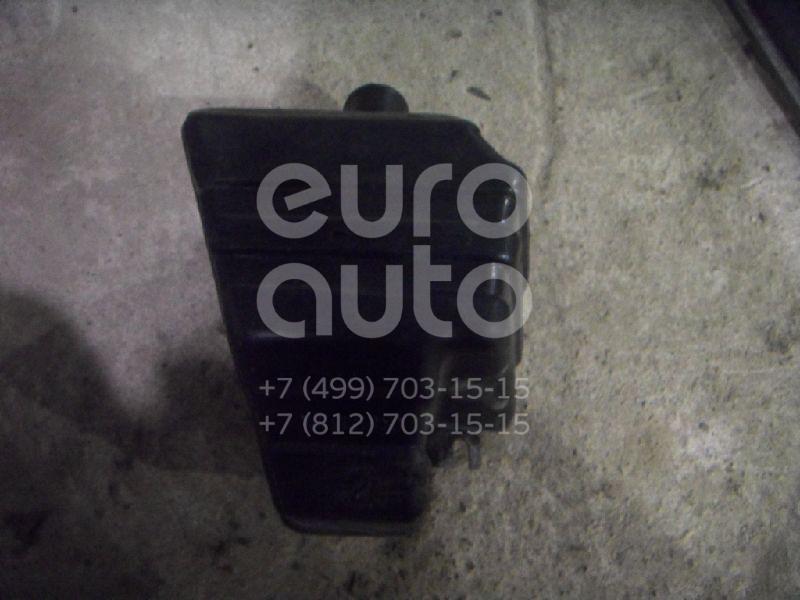 euro
auto
+7 (499) 703-15-15
+7 (812) 703-15-15